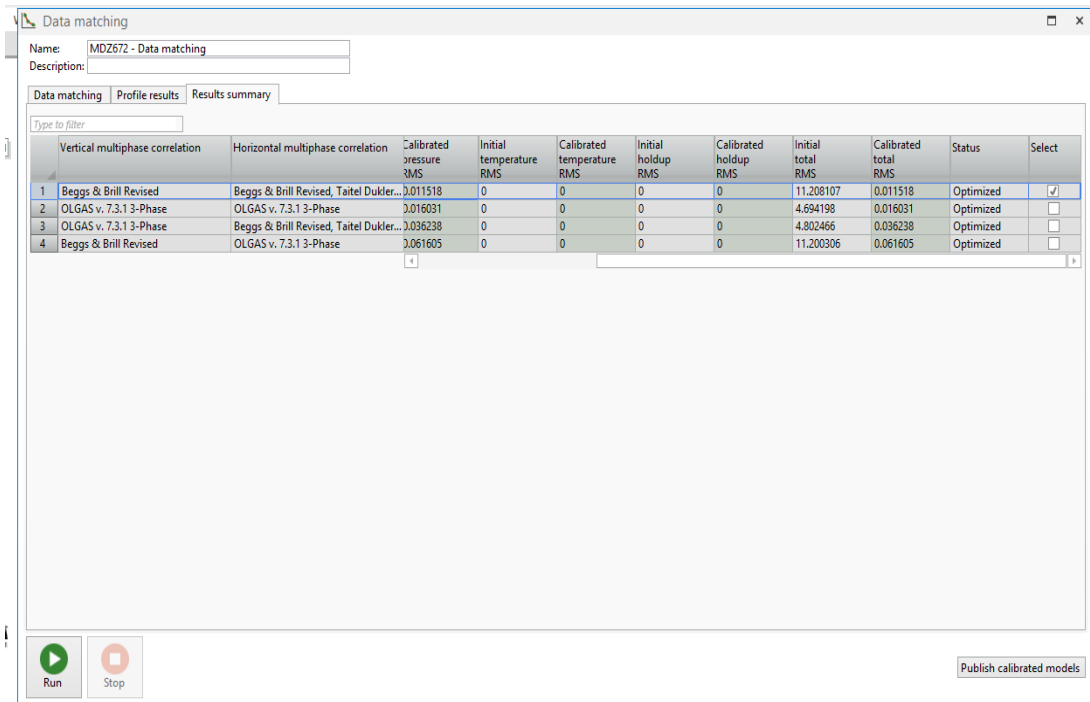 Data matching
Name: MDZ672 - Data matching
Description:
Data matching Profile results Results summary
Type to filter
Vertical multiphase correlation Horizontal multiphase correlation Calibrated pressure RMS Initial temperature RMS Calibrated temperature RMS Initial holdup RMS Calibrated holdup RMS Initial total RMS Calibrated total RMS Status Select
1 Beggs & Brill Revised Beggs & Brill Revised, Taitel Dukler... 0.011518 0 0 0 0 11.208107 0.011518 Optimized
2 OLGAS v. 7.3.1 3-Phase OLGAS v. 7.3.1 3-Phase 0.016031 0 0 0 0 4.694198 0.016031 Optimized
3 OLGAS v. 7.3.1 3-Phase Beggs & Brill Revised, Taitel Dukler... 0.036238 0 0 0 0 4.802466 0.036238 Optimized
4 Beggs & Brill Revised OLGAS v. 7.3.1 3-Phase 0.061605 0 0 0 0 11.200306 0.061605 Optimized
Run Stop
Publish calibrated models